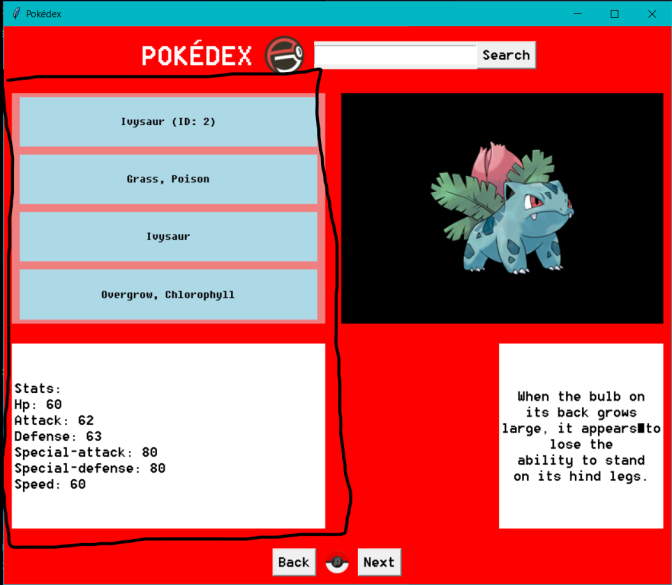 Pokédex
POKÉDEX
Search
Ivysaur (ID: 2)
Grass, Poison
Ivysaur
Overgrow, Chlorophyll
Stats:
Hp: 60
Attack: 62
Defense: 63
Special-attack: 80
Special-defense: 80
Speed: 60
When the bulb on
its back grows
large, it appears█to
lose the
ability to stand
on its hind legs.
Back
Next